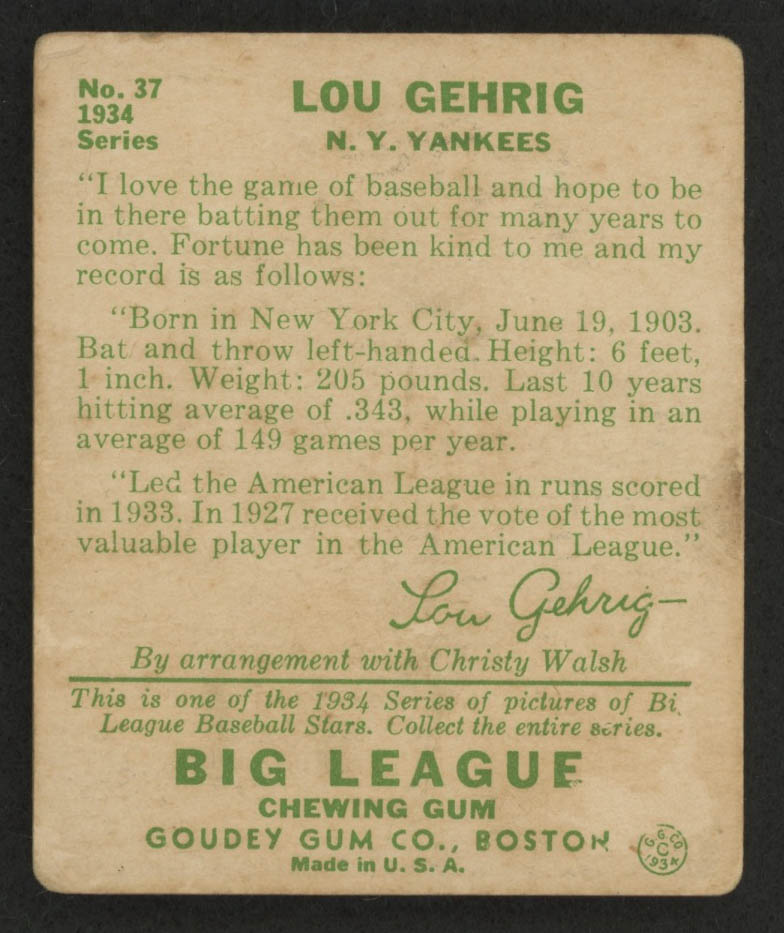 No. 37
1934
Series
LOU GEHRIG
N. Y. YANKEES
"I love the game of baseball and hope to be
in there batting them out for many years to
come. Fortune has been kind to me and my
record is as follows:
"Born in New York City, June 19, 1903.
Bat and throw left-handed. Height: 6 feet,
1 inch. Weight: 205 pounds. Last 10 years
hitting average of .343, while playing in an
average of 149 games per year.
"Led the American League in runs scored
in 1933. In 1927 received the vote of the most
valuable player in the American League."
Lou Gehrig—
By arrangement with Christy Walsh
This is one of the 1934 Series of pictures of Bi
League Baseball Stars. Collect the entire series.
BIG LEAGUE
CHEWING GUM
GOUDEY GUM CO., BOSTON
Made in U. S. A.
G. G. CO.
C
1934